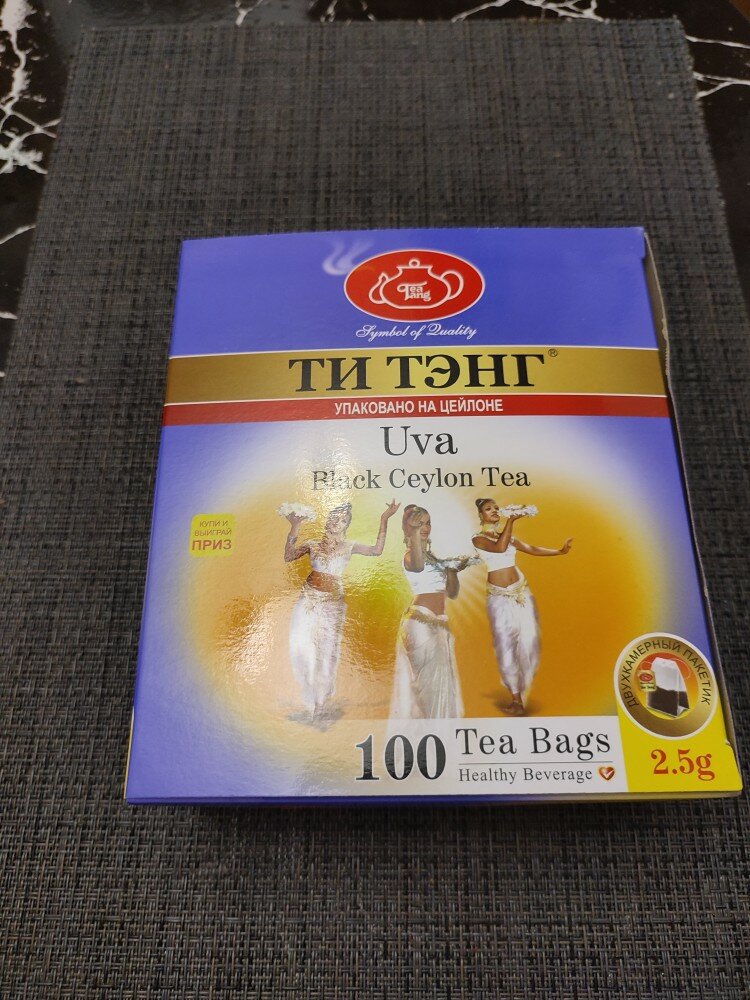 Tea
Tang
Symbol of Quality
ТИ ТЭНГ®
УПАКОВАНО НА ЦЕЙЛОНЕ
Uva
Black Ceylon Tea
КУПИ И
ВЫИГРАЙ
ПРИЗ
ДВУХКАМЕРНЫЙ ПАКЕТИК
100 Tea Bags
Healthy Beverage
2.5g